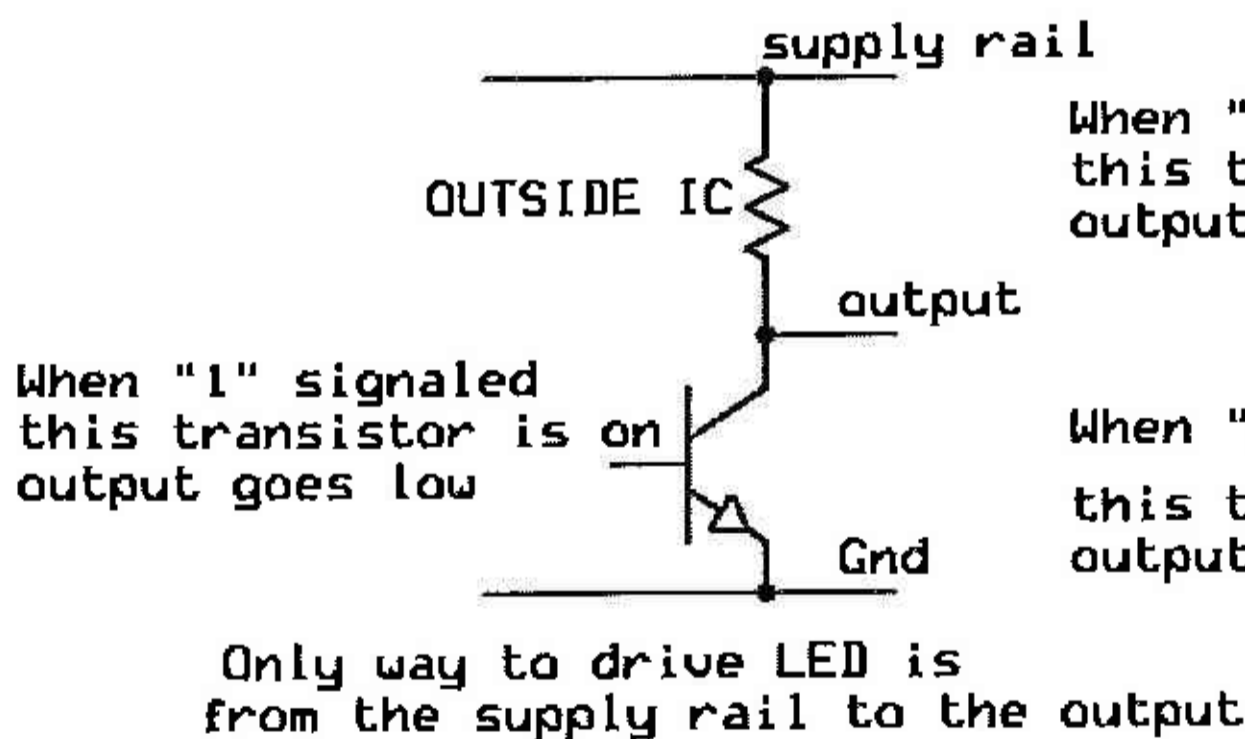 supply rail
When "
this t
output
OUTSIDE IC
output
When "1" signaled
this transistor is on
output goes low
When "
this t
output
Gnd
Only way to drive LED is
from the supply rail to the output